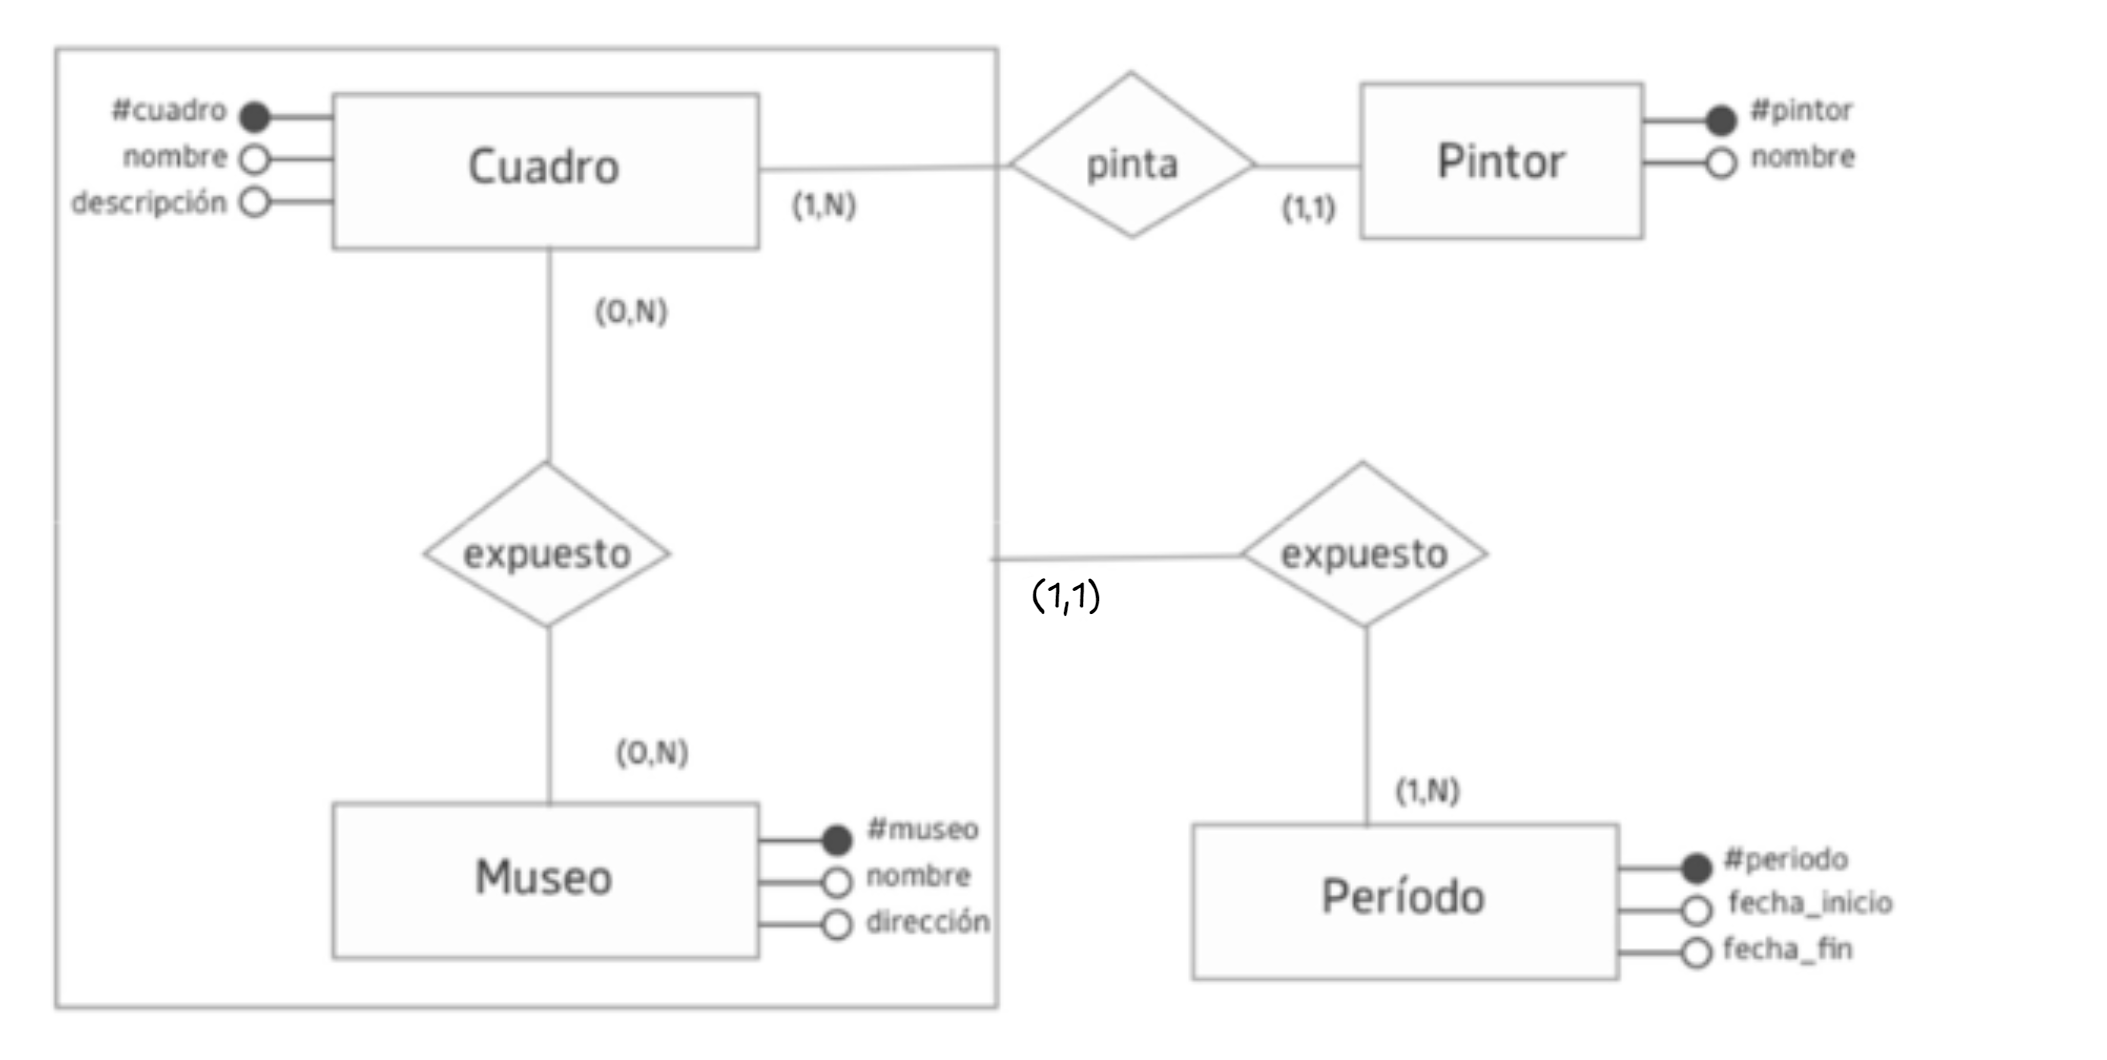 #cuadro
nombre
descripción
Cuadro
(1,N)
pinta
(1,1)
Pintor
#pintor
nombre
(0,N)
expuesto
(1,1)
expuesto
(0,N)
(1,N)
Museo
#museo
nombre
dirección
Período
#periodo
fecha_inicio
fecha_fin